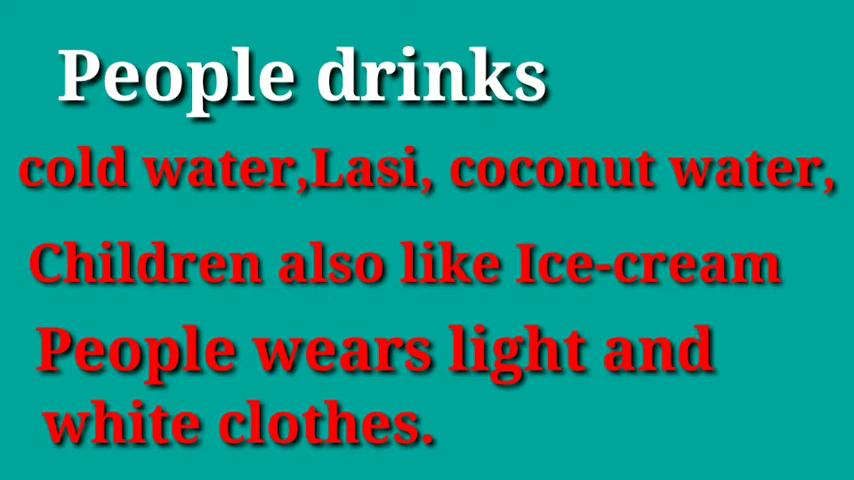 People drinks
cold water,Lasi, coconut water,
Children also like Ice-cream
People wears light and
white clothes.